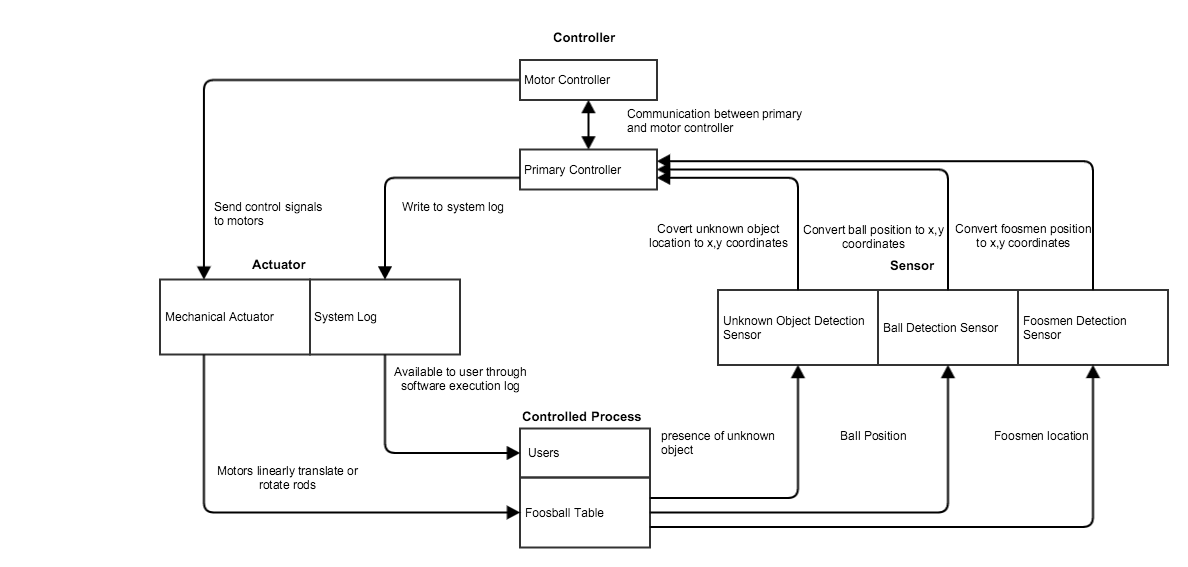 Controller
Motor Controller
Communication between primary
and motor controller
Primary Controller
Send control signals
to motors
Write to system log
Covert unknown object
location to x,y coordinates
Convert ball position to x,y
coordinates
Convert foosmen position
to x,y coordinates
Actuator
Sensor
Mechanical Actuator
System Log
Unknown Object Detection
Sensor
Ball Detection Sensor
Foosmen Detection
Sensor
Available to user through
software execution log
Controlled Process
Users
presence of unknown
object
Ball Position
Foosmen location
Motors linearly translate or
rotate rods
Foosball Table